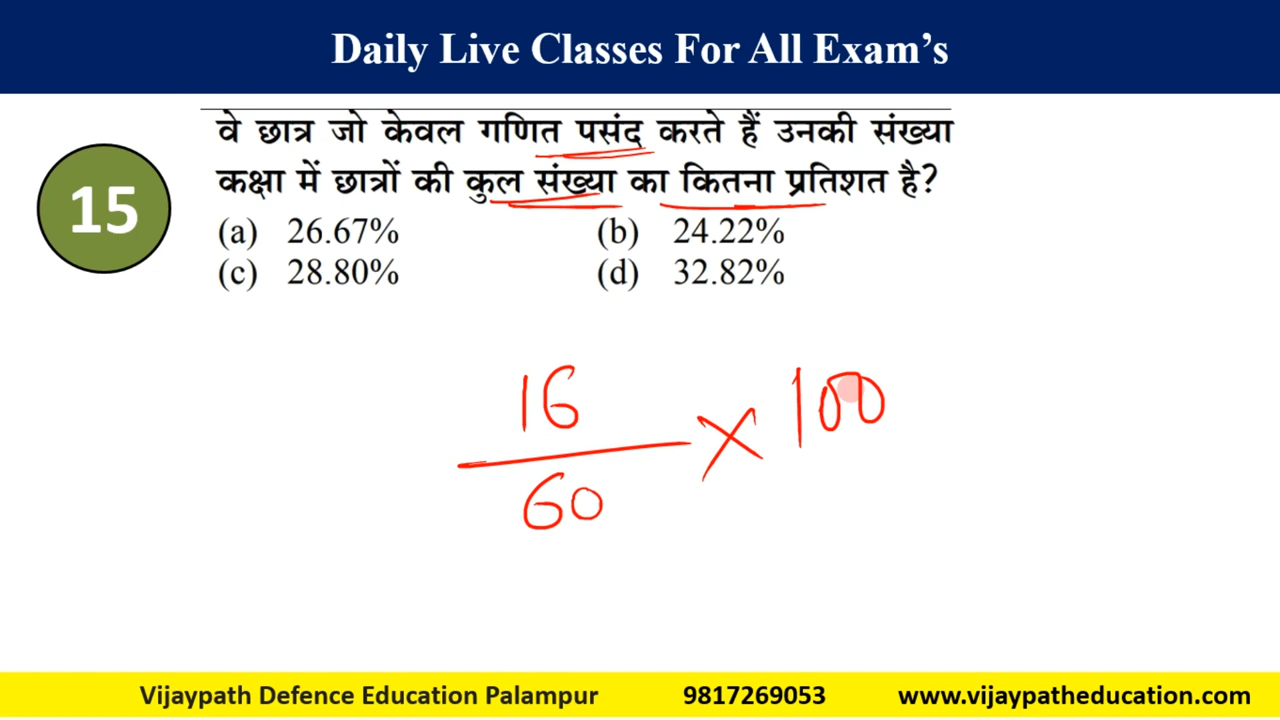 Daily Live Classes For All Exam's
15
वे छात्र जो केवल गणित पसंद करते हैं उनकी संख्या
कक्षा में छात्रों की कुल संख्या का कितना प्रतिशत है?
(a) 26.67% (b) 24.22%
(c) 28.80% (d) 32.82%
16
60
× 100
Vijaypath Defence Education Palampur 9817269053 www.vijaypatheducation.com